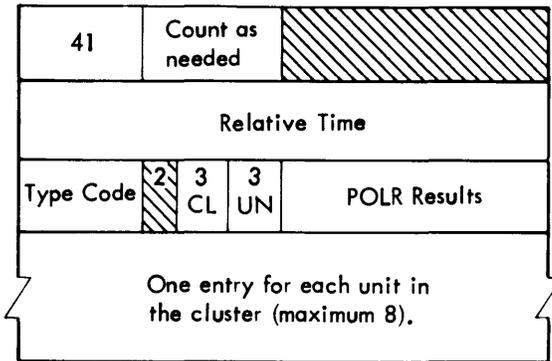 41
Count as
needed
Relative Time
Type Code
2
3
CL
3
UN
POLR Results
One entry for each unit in
the cluster (maximum 8).